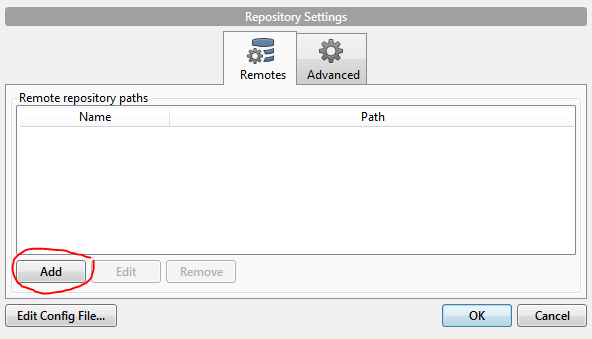 Repository Settings
Remotes
Advanced
Remote repository paths
Name Path
Add Edit Remove
Edit Config File... OK Cancel